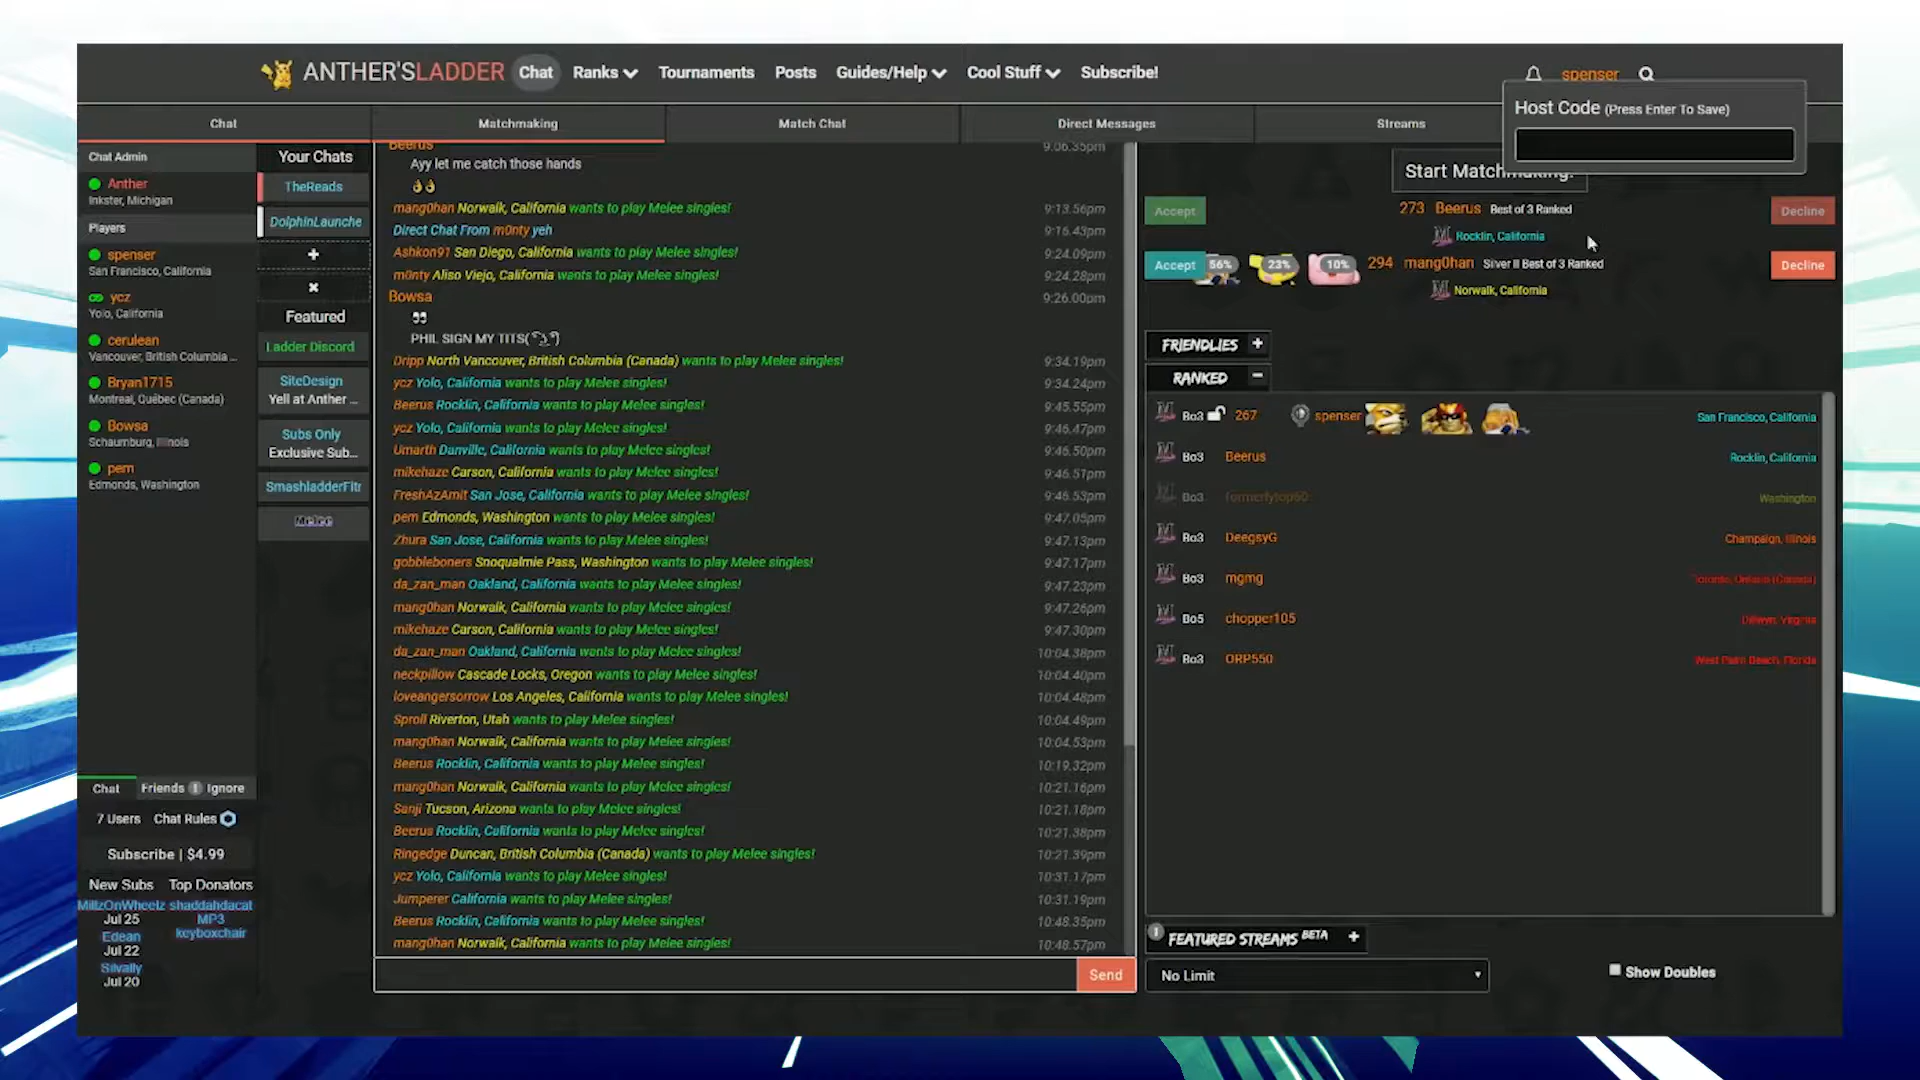 ANTHER'SLADDER Chat Ranks Tournaments Posts Guides/Help Cool Stuff Subscribe! spenser
Host Code (Press Enter To Save)
Chat Matchmaking Match Chat Direct Messages Streams
Chat Admin
Anther
Inkster, Michigan
Players
spenser
San Francisco, California
ycz
Yolo, California
cerulean
Vancouver, British Columbia ...
Bryan1715
Montreal, Québec (Canada)
Bowsa
Schaumburg, Illinois
pem
Edmonds, Washington
Chat Friends Ignore
7 Users Chat Rules
Subscribe | $4.99
New Subs Top Donators
MillzOnWheelz shaddahdacat
Jul 25 MP3
Edean keyboxchair
Jul 22
Silvally
Jul 20
Your Chats
TheReads
DolphinLaunche
+
Featured
Ladder Discord
SiteDesign
Yell at Anther ...
Subs Only
Exclusive Sub...
SmashladderFitr
Melee
Beerus 9:06.35pm
Ayy let me catch those hands
👌👌
mang0han Norwalk, California wants to play Melee singles! 9:13.56pm
Direct Chat From m0nty yeh 9:16.43pm
Ashkon91 San Diego, California wants to play Melee singles! 9:24.09pm
m0nty Aliso Viejo, California wants to play Melee singles! 9:24.28pm
Bowsa 9:26.00pm
PHIL SIGN MY TITS( ͡° ͜ʖ ͡°)
Dripp North Vancouver, British Columbia (Canada) wants to play Melee singles! 9:34.19pm
ycz Yolo, California wants to play Melee singles! 9:34.24pm
Beerus Rocklin, California wants to play Melee singles! 9:45.55pm
ycz Yolo, California wants to play Melee singles! 9:46.47pm
Umarth Danville, California wants to play Melee singles! 9:46.50pm
mikehaze Carson, California wants to play Melee singles! 9:46.51pm
FreshAzAmit San Jose, California wants to play Melee singles! 9:46.53pm
pem Edmonds, Washington wants to play Melee singles! 9:47.05pm
Zhura San Jose, California wants to play Melee singles! 9:47.13pm
gobbleboners Snoqualmie Pass, Washington wants to play Melee singles! 9:47.17pm
da_zan_man Oakland, California wants to play Melee singles! 9:47.23pm
mang0han Norwalk, California wants to play Melee singles! 9:47.26pm
mikehaze Carson, California wants to play Melee singles! 9:47.30pm
da_zan_man Oakland, California wants to play Melee singles! 10:04.38pm
neckpillow Cascade Locks, Oregon wants to play Melee singles! 10:04.40pm
loveangersorrow Los Angeles, California wants to play Melee singles! 10:04.48pm
Sproll Riverton, Utah wants to play Melee singles! 10:04.49pm
mang0han Norwalk, California wants to play Melee singles! 10:04.53pm
Beerus Rocklin, California wants to play Melee singles! 10:19.32pm
mang0han Norwalk, California wants to play Melee singles! 10:21.16pm
Sanji Tucson, Arizona wants to play Melee singles! 10:21.18pm
Beerus Rocklin, California wants to play Melee singles! 10:21.38pm
Ringedge Duncan, British Columbia (Canada) wants to play Melee singles! 10:21.39pm
ycz Yolo, California wants to play Melee singles! 10:31.17pm
Jumperer California wants to play Melee singles! 10:31.19pm
Beerus Rocklin, California wants to play Melee singles! 10:48.35pm
mang0han Norwalk, California wants to play Melee singles! 10:48.57pm
Send
Start Matchmaking!
Accept 273 Beerus Best of 3 Ranked Decline
Rocklin, California
Accept 56% 23% 10% 294 mang0han Silver II Best of 3 Ranked Decline
Norwalk, California
FRIENDLIES +
RANKED −
Bo3 267 spenser San Francisco, California
Bo3 Beerus Rocklin, California
Bo3 formerlytop60 Washington
Bo3 DeegsyG Champaign, Illinois
Bo3 mgmg Toronto, Ontario (Canada)
Bo5 chopper105 Dillwyn, Virginia
Bo3 ORP550 West Palm Beach, Florida
FEATURED STREAMS BETA +
No Limit Show Doubles